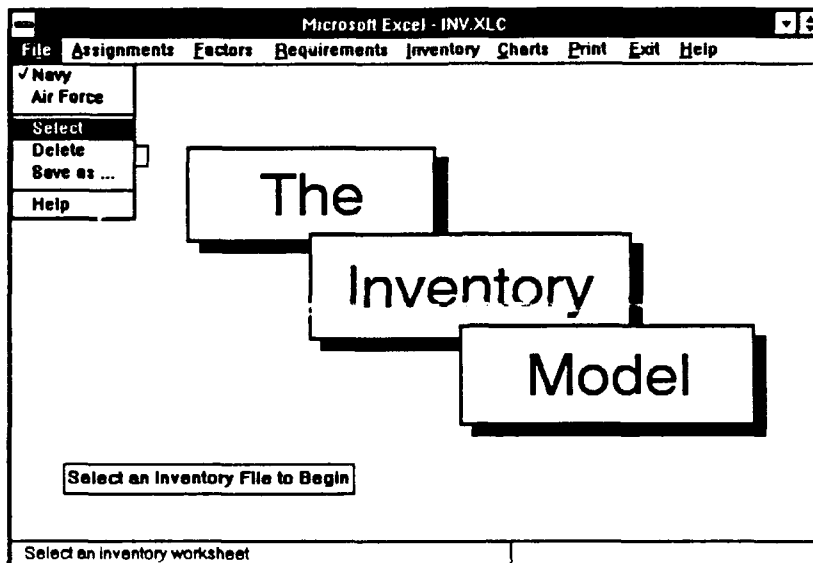 Microsoft Excel - INV.XLC
File Assignments Factors Requirements Inventory Charts Print Exit Help
✓ Navy
Air Force
Select
Delete
Save as ...
Help
The
Inventory
Model
Select an Inventory File to Begin
Select an inventory worksheet